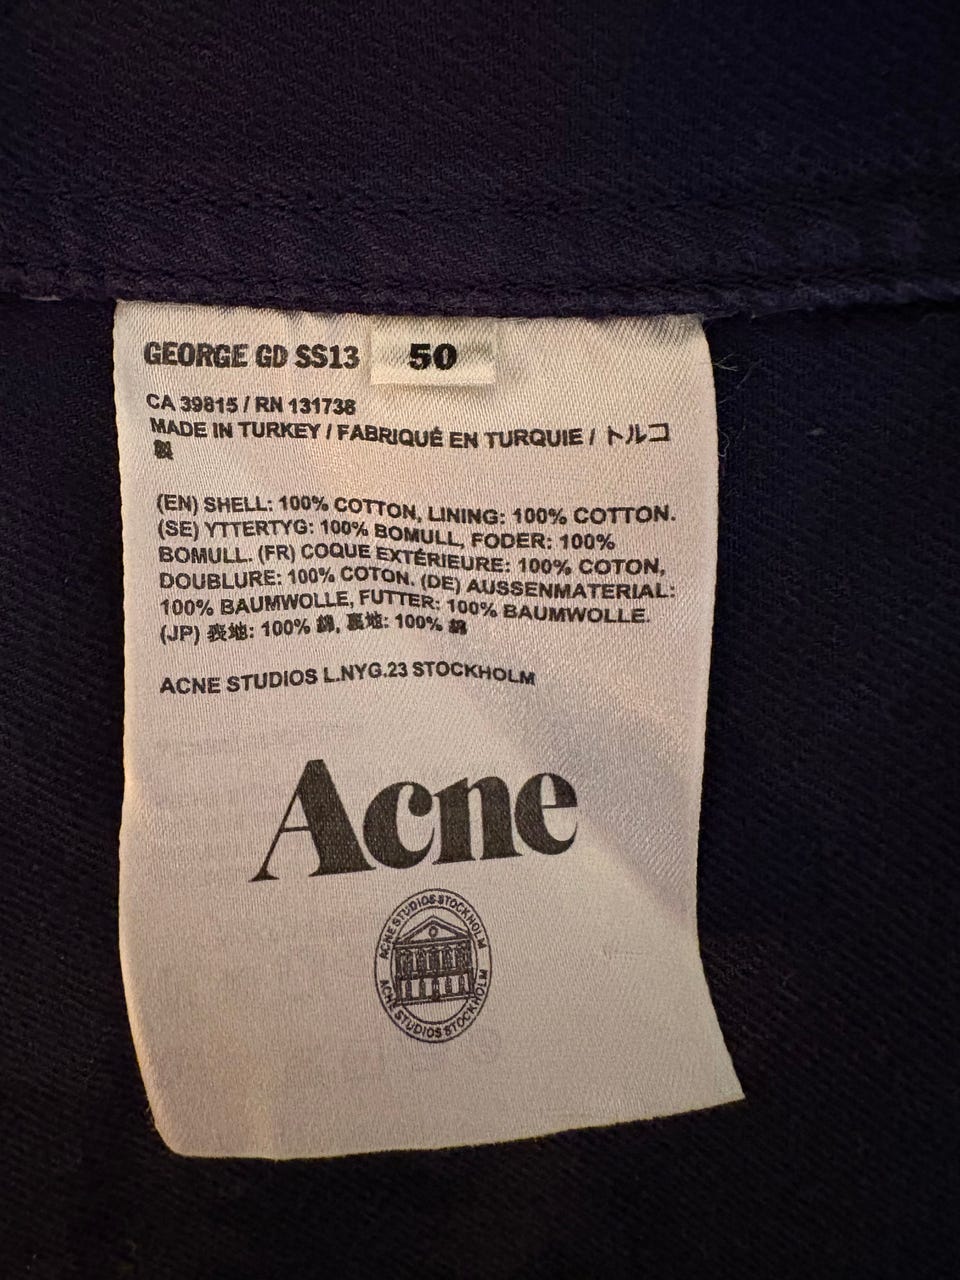 GEORGE GD SS13 50
CA 39815 / RN 131738
MADE IN TURKEY / FABRIQUÉ EN TURQUIE / トルコ
製
(EN) SHELL: 100% COTTON, LINING: 100% COTTON.
(SE) YTTERTYG: 100% BOMULL, FODER: 100%
BOMULL. (FR) COQUE EXTÉRIEURE: 100% COTON,
DOUBLURE: 100% COTON. (DE) AUSSENMATERIAL:
100% BAUMWOLLE, FUTTER: 100% BAUMWOLLE.
(JP) 表地: 100% 綿, 裏地: 100% 綿
ACNE STUDIOS L.NYG.23 STOCKHOLM
Acne
ACNE STUDIOS STOCKHOLM
ACNE STUDIOS STOCKHOLM